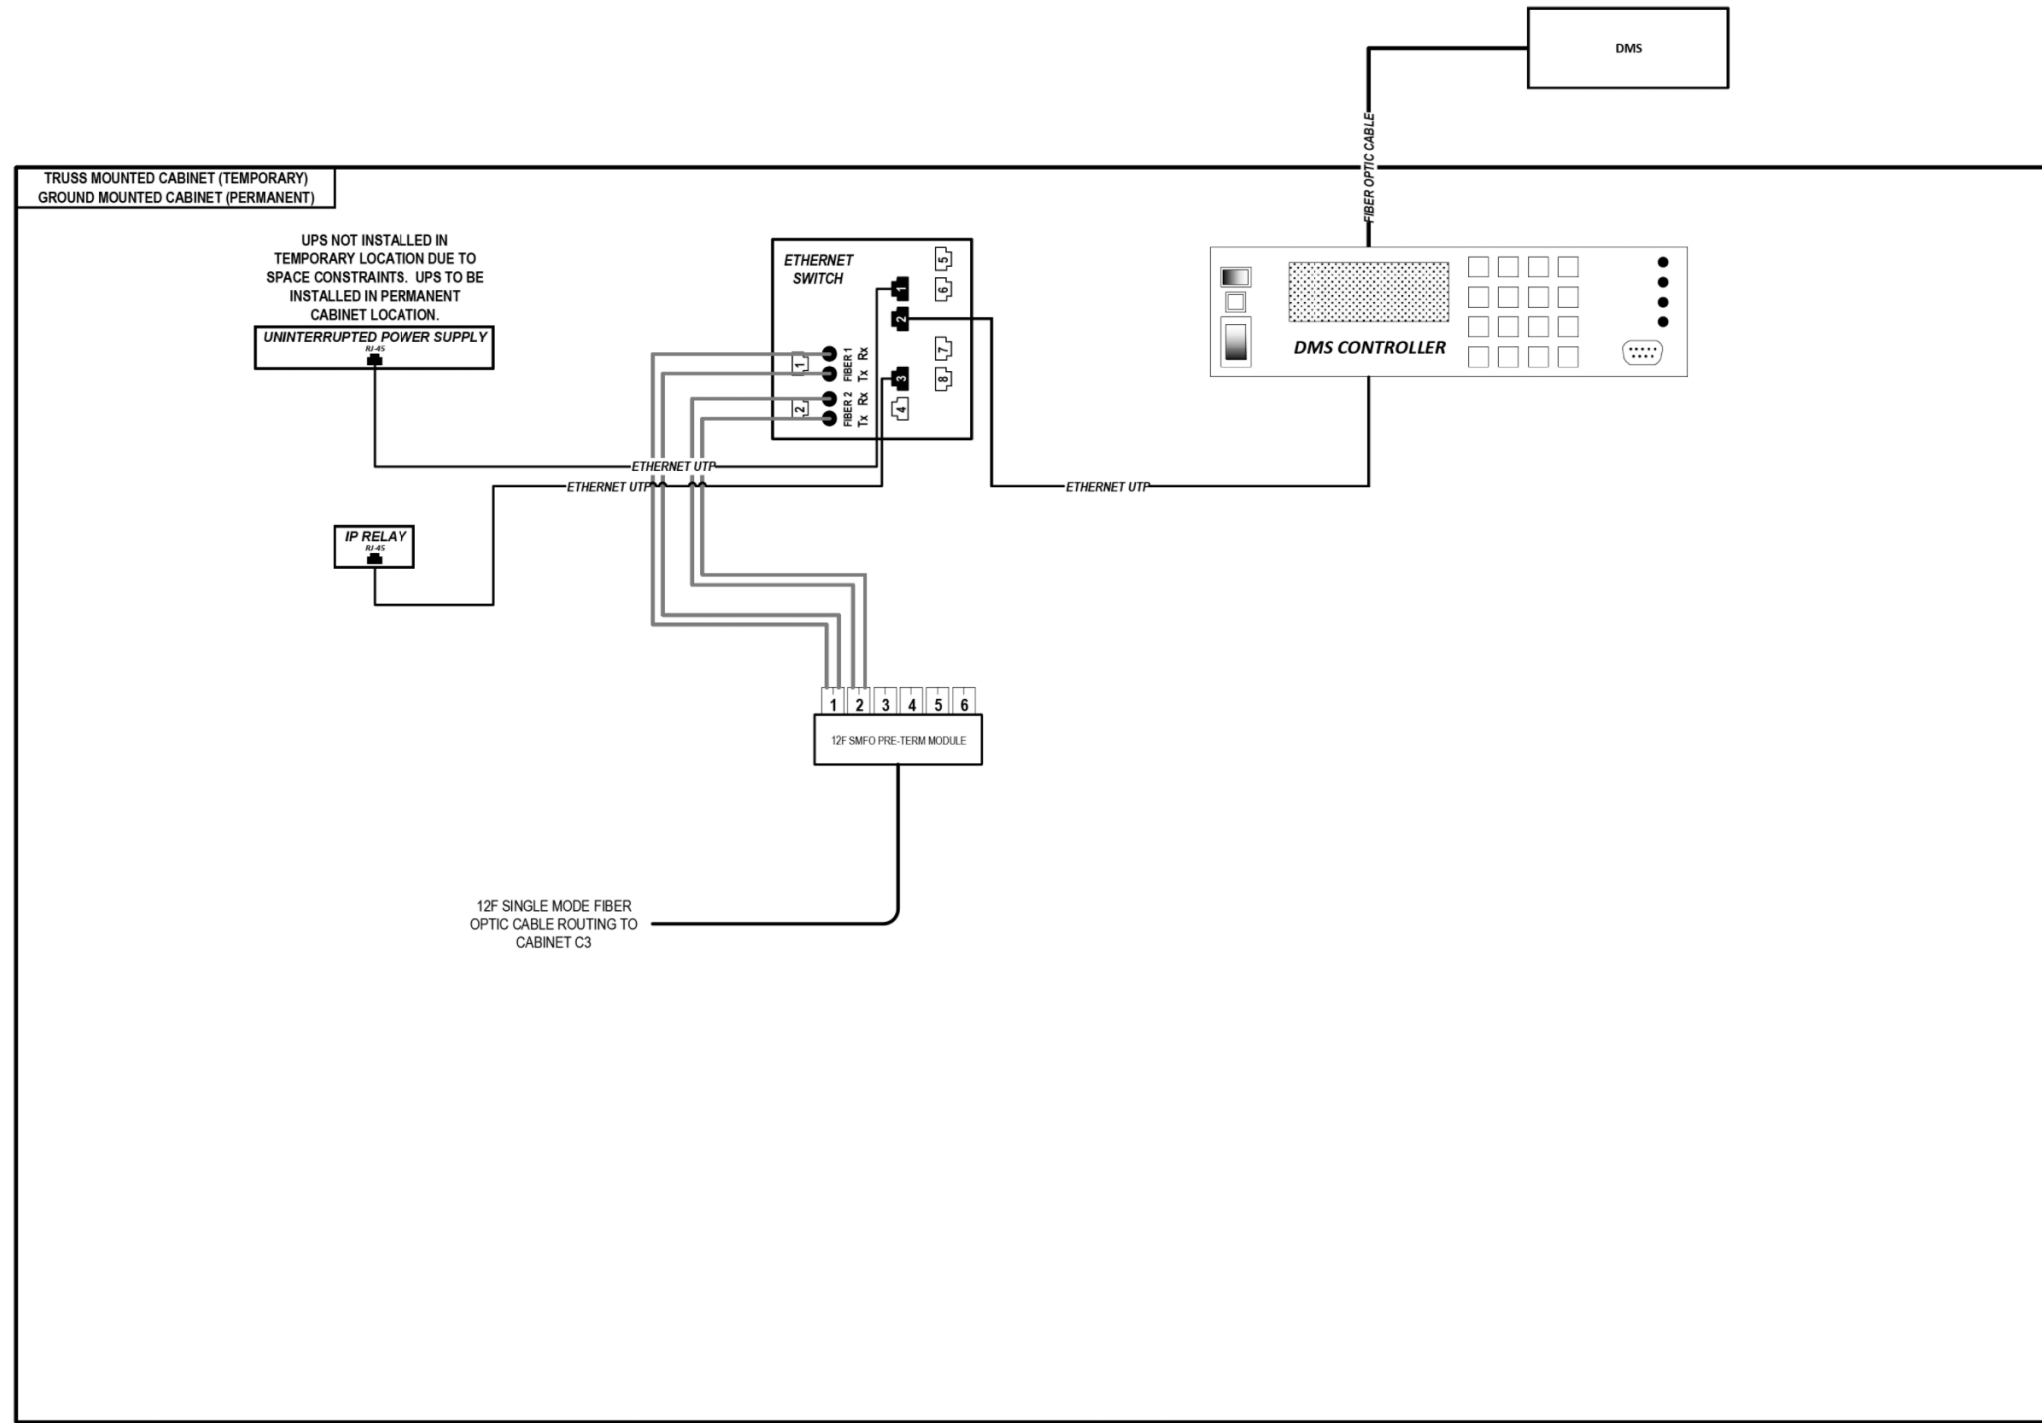 DMS
FIBER OPTIC CABLE
TRUSS MOUNTED CABINET (TEMPORARY)
GROUND MOUNTED CABINET (PERMANENT)
UPS NOT INSTALLED IN
TEMPORARY LOCATION DUE TO
SPACE CONSTRAINTS. UPS TO BE
INSTALLED IN PERMANENT
CABINET LOCATION.
UNINTERRUPTED POWER SUPPLY
RJ-45
ETHERNET
SWITCH
5
1
6
2
1
FIBER 1
Rx
Tx
7
3
8
2
FIBER 2
Rx
Tx
4
DMS CONTROLLER
ETHERNET UTP
ETHERNET UTP
ETHERNET UTP
IP RELAY
RJ-45
1 2 3 4 5 6
12F SMFO PRE-TERM MODULE
12F SINGLE MODE FIBER
OPTIC CABLE ROUTING TO
CABINET C3